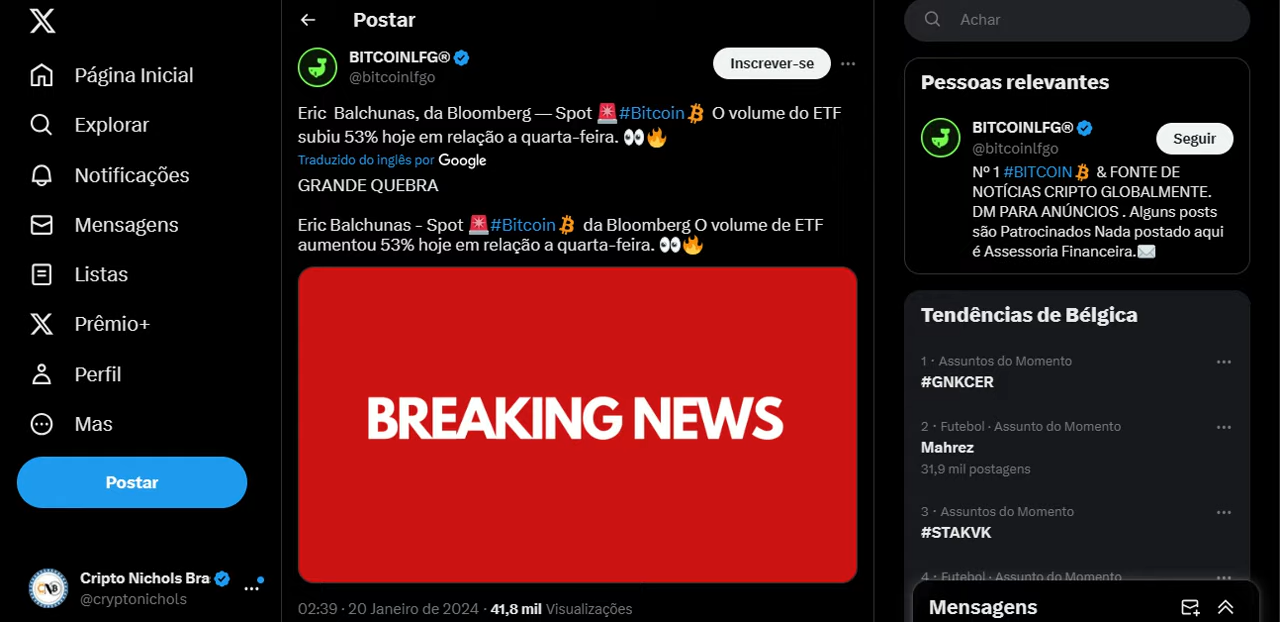 Postar
Achar
Página Inicial
Explorar
Notificações
Mensagens
Listas
Prêmio+
Perfil
Mas
Postar
Cripto Nichols Bra
@cryptonichols
BITCOINLFG®
@bitcoinlfgo
Inscrever-se
Eric Balchunas, da Bloomberg — Spot 🚨#Bitcoin O volume do ETF
subiu 53% hoje em relação a quarta-feira. 👀🔥
Traduzido do inglês por Google
GRANDE QUEBRA
Eric Balchunas - Spot 🚨#Bitcoin da Bloomberg O volume de ETF
aumentou 53% hoje em relação a quarta-feira. 👀🔥
BREAKING NEWS
02:39 · 20 Janeiro de 2024 · 41,8 mil Visualizações
Pessoas relevantes
BITCOINLFG®
@bitcoinlfgo
Seguir
Nº 1 #BITCOIN & FONTE DE
NOTÍCIAS CRIPTO GLOBALMENTE.
DM PARA ANÚNCIOS . Alguns posts
são Patrocinados Nada postado aqui
é Assessoria Financeira.✉️
Tendências de Bélgica
1 · Assuntos do Momento
#GNKCER
2 · Futebol · Assunto do Momento
Mahrez
31,9 mil postagens
3 · Assuntos do Momento
#STAKVK
4 · Futebol · Assunto do Momento
Mensagens